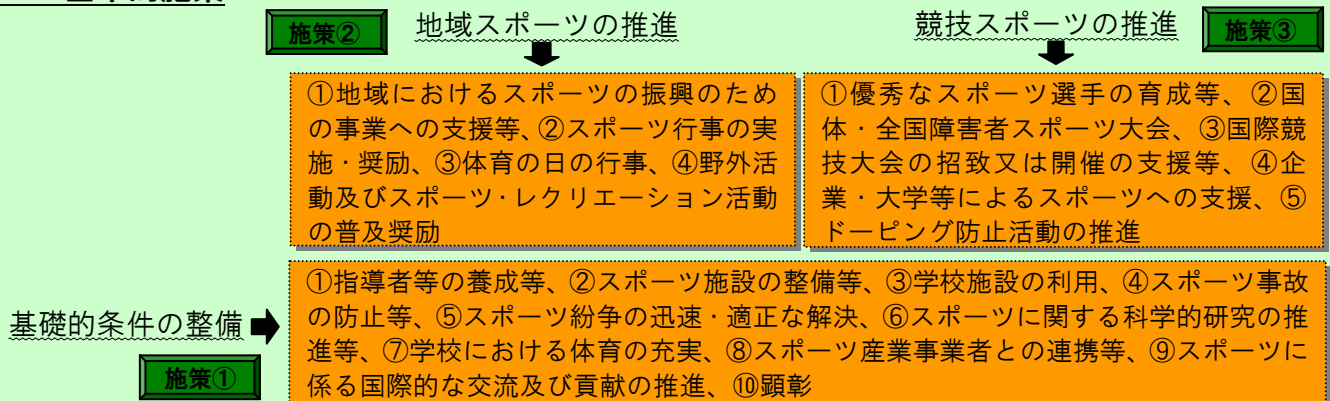 施策② 地域スポーツの推進
競技スポーツの推進 施策③
①地域におけるスポーツの振興のため
の事業への支援等、②スポーツ行事の実
施・奨励、③体育の日の行事、④野外活
動及びスポーツ・レクリエーション活動
の普及奨励
①優秀なスポーツ選手の育成等、②国
体・全国障害者スポーツ大会、③国際競
技大会の招致又は開催の支援等、④企
業・大学等によるスポーツへの支援、⑤
ドーピング防止活動の推進
基礎的条件の整備
施策①
①指導者等の養成等、②スポーツ施設の整備等、③学校施設の利用、④スポーツ事故
の防止等、⑤スポーツ紛争の迅速・適正な解決、⑥スポーツに関する科学的研究の推
進等、⑦学校における体育の充実、⑧スポーツ産業事業者との連携等、⑨スポーツに
係る国際的な交流及び貢献の推進、⑩顕彰